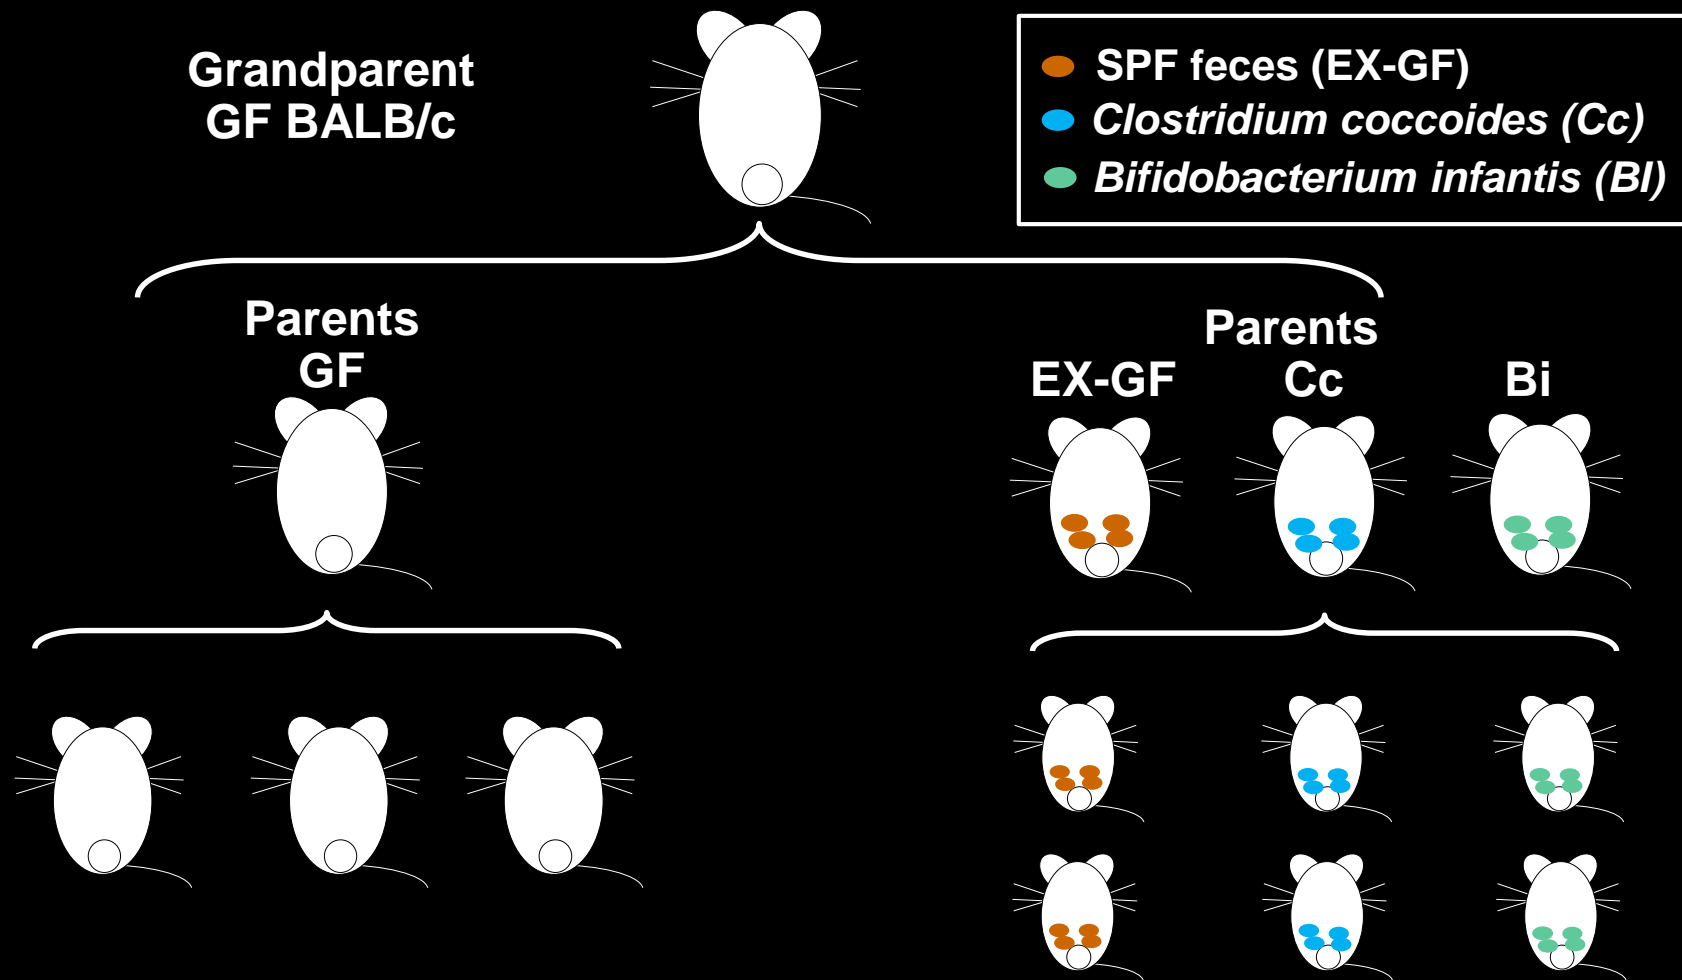 Grandparent
GF BALB/c
SPF feces (EX-GF)
Clostridium coccoides (Cc)
Bifidobacterium infantis (BI)
Parents
GF
Parents
EX-GF Cc Bi